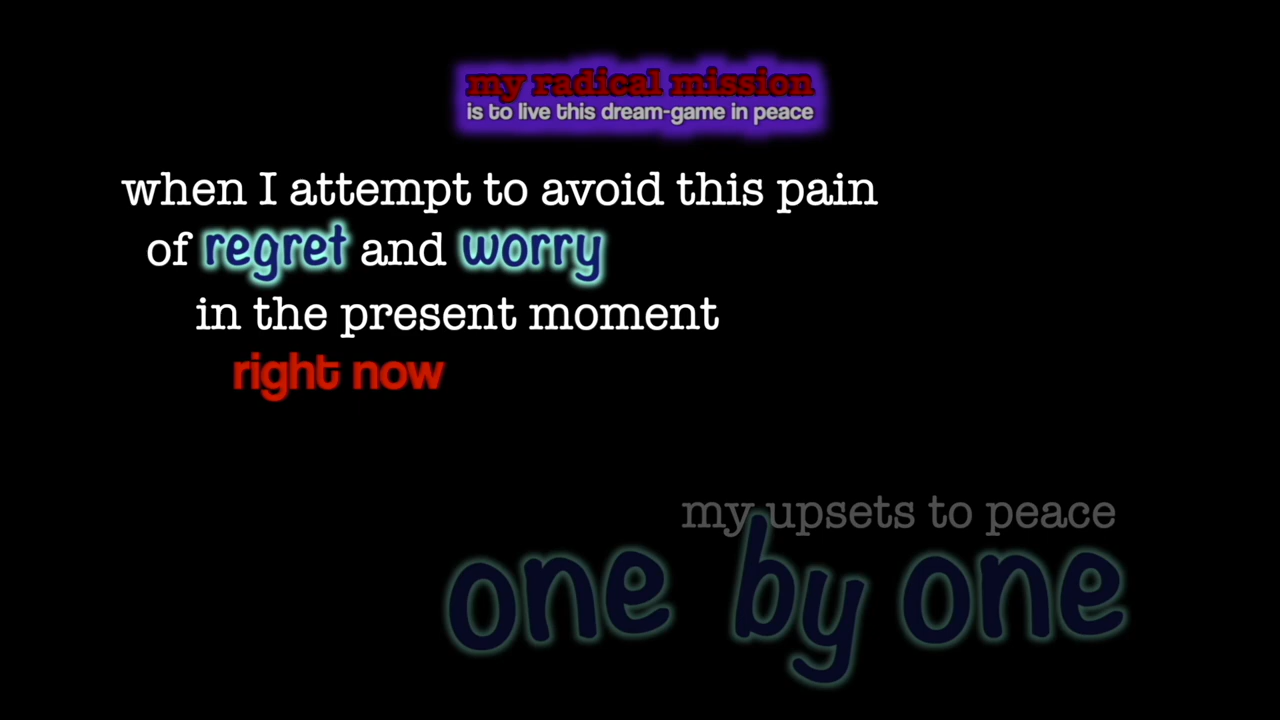 my radical mission
is to live this dream-game in peace
when I attempt to avoid this pain
of regret and worry
in the present moment
right now
my upsets to peace
one by one